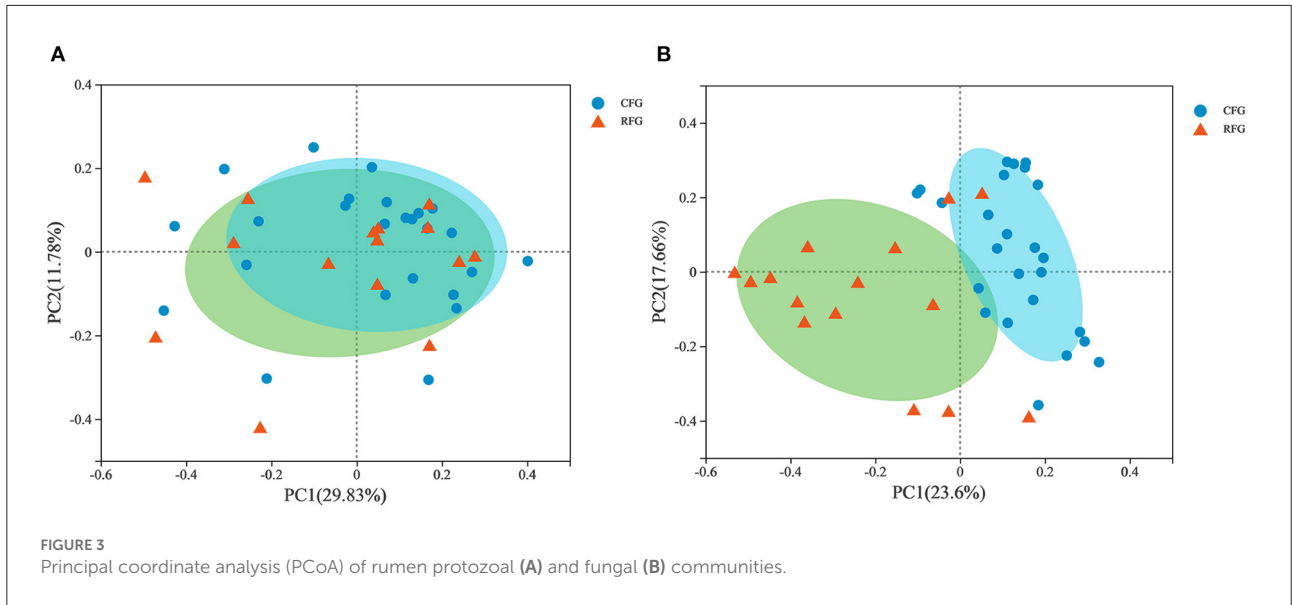 A
B
0.4
0.2
0
-0.2
-0.4
-0.6
-0.4
-0.2
0
0.2
0.4
PC2(11.78%)
PC1(29.83%)
CFG
RFG
0.4
0.2
0
-0.2
-0.4
-0.6
-0.4
-0.2
0
0.2
0.4
PC2(17.66%)
PC1(23.6%)
CFG
RFG
FIGURE 3
Principal coordinate analysis (PCoA) of rumen protozoal (A) and fungal (B) communities.